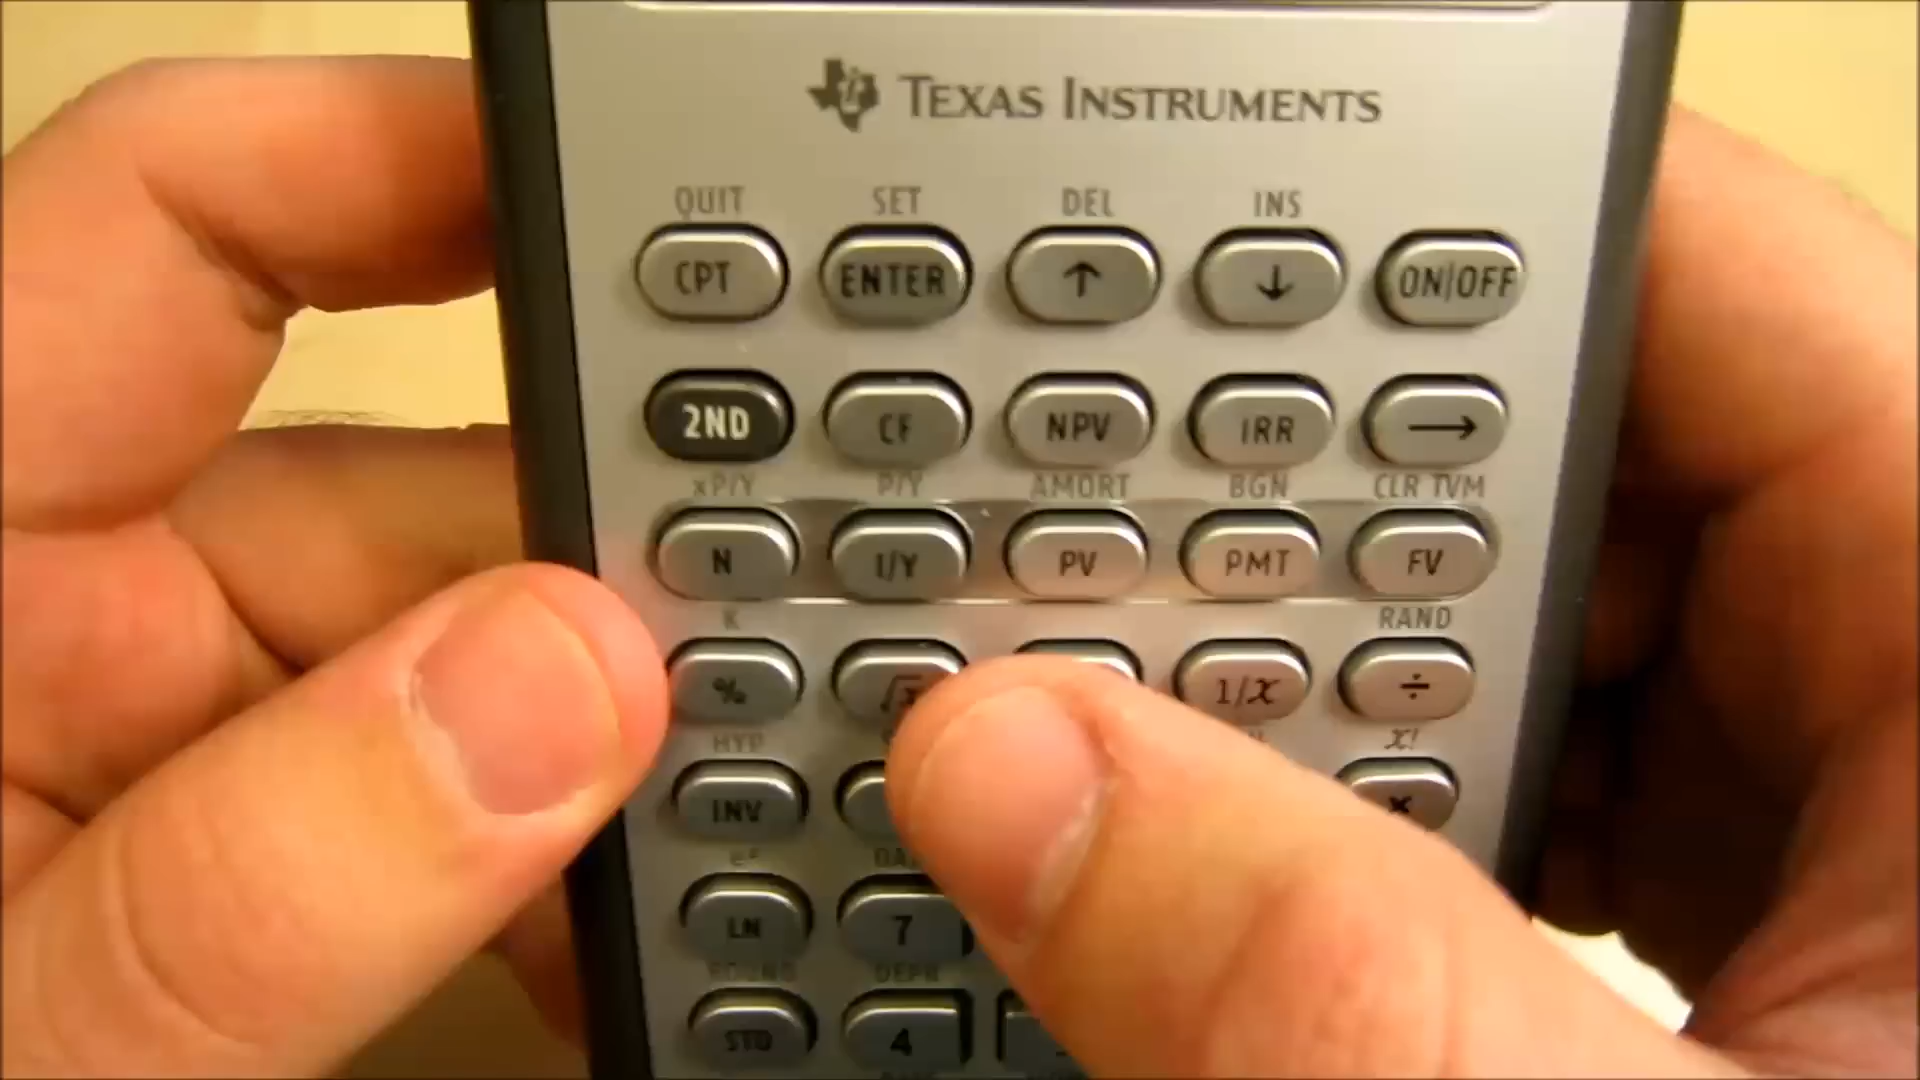 TEXAS INSTRUMENTS
QUIT SET DEL INS
CPT ENTER ↑ ↓ ON|OFF
2ND CF NPV IRR →
xP/Y P/Y AMORT BGN CLR TVM
N I/Y PV PMT FV
K RAND
% √x 1/x ÷
HYP x!
INV ×
LN 7
ROUND DEPR
STO 4